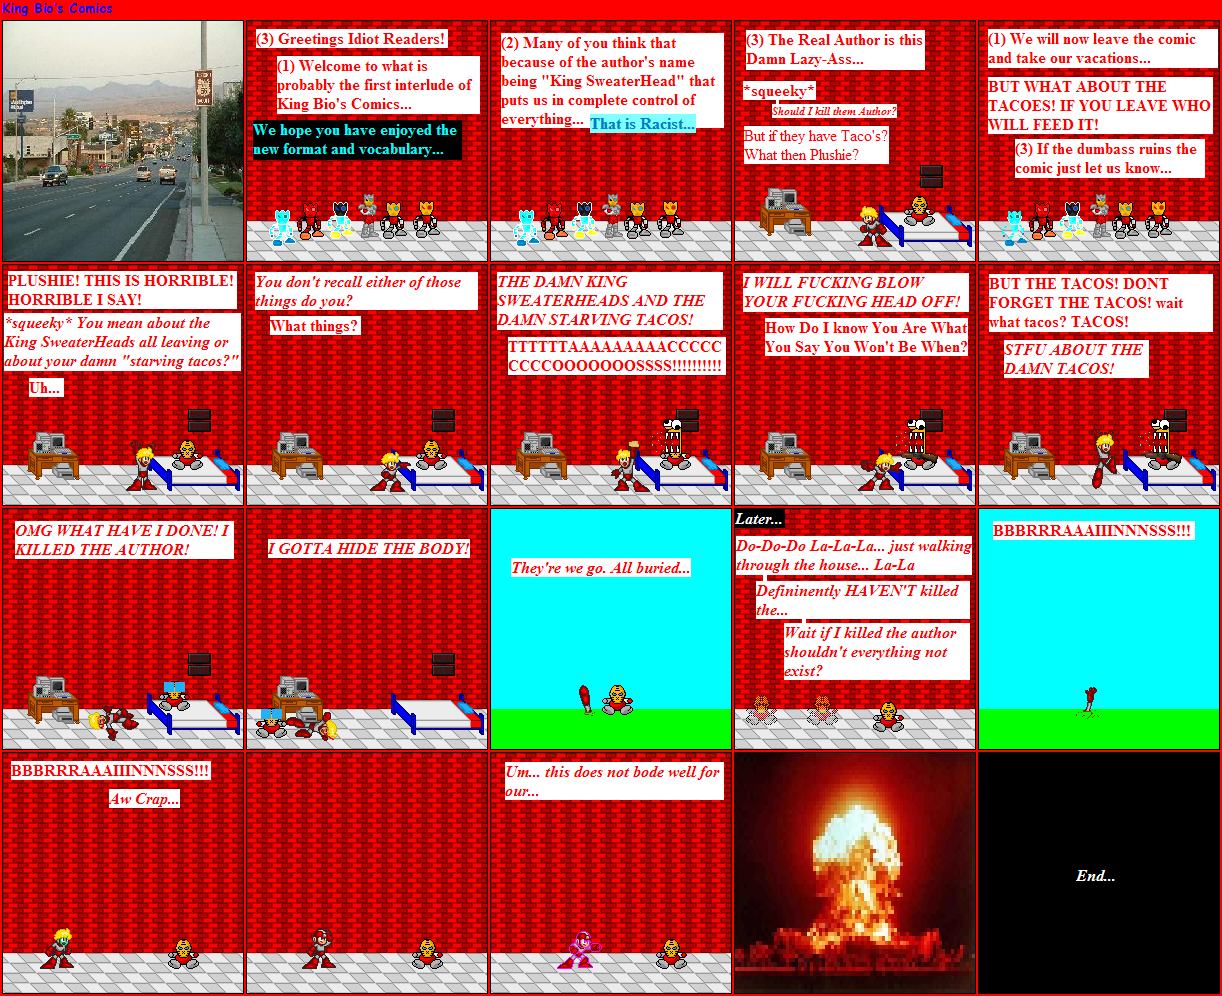 King Bio's Comics
(3) Greetings Idiot Readers!
(1) Welcome to what is
probably the first interlude of
King Bio's Comics...
We hope you have enjoyed the
new format and vocabulary...
(2) Many of you think that
because of the author's name
being "King SweaterHead" that
puts us in complete control of
everything...
That is Racist...
(3) The Real Author is this
Damn Lazy-Ass...
*squeeky*
Should I kill them Author?
But if they have Taco's?
What then Plushie?
(1) We will now leave the comic
and take our vacations...
BUT WHAT ABOUT THE
TACOES! IF YOU LEAVE WHO
WILL FEED IT!
(3) If the dumbass ruins the
comic just let us know...
PLUSHIE! THIS IS HORRIBLE!
HORRIBLE I SAY!
*squeeky* You mean about the
King SweaterHeads all leaving or
about your damn "starving tacos?"
Uh...
You don't recall either of those
things do you?
What things?
THE DAMN KING
SWEATERHEADS AND THE
DAMN STARVING TACOS!
TTTTTTAAAAAAAAACCCCC
CCCCCOOOOOOOSSSS!!!!!!!!!!
I WILL FUCKING BLOW
YOUR FUCKING HEAD OFF!
How Do I know You Are What
You Say You Won't Be When?
BUT THE TACOS! DONT
FORGET THE TACOS! wait
what tacos? TACOS!
STFU ABOUT THE
DAMN TACOS!
OMG WHAT HAVE I DONE! I
KILLED THE AUTHOR!
I GOTTA HIDE THE BODY!
They're we go. All buried...
Later...
Do-Do-Do La-La-La... just walking
through the house... La-La
Defininently HAVEN'T killed
the...
Wait if I killed the author
shouldn't everything not
exist?
BBBRRRAAAIIINNNSSS!!!
BBBRRRAAAIIINNNSSS!!!
Aw Crap...
Um... this does not bode well for
our...
End...